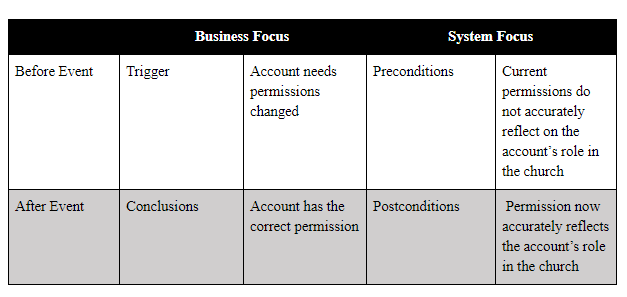 Business Focus System Focus
Before Event Trigger Account needs Preconditions Current
permissions permissions do
changed not accurately
reflect on the
account's role in
the church
After Event Conclusions Account has the Postconditions Permission now
correct permission accurately reflects
the account's role
in the church